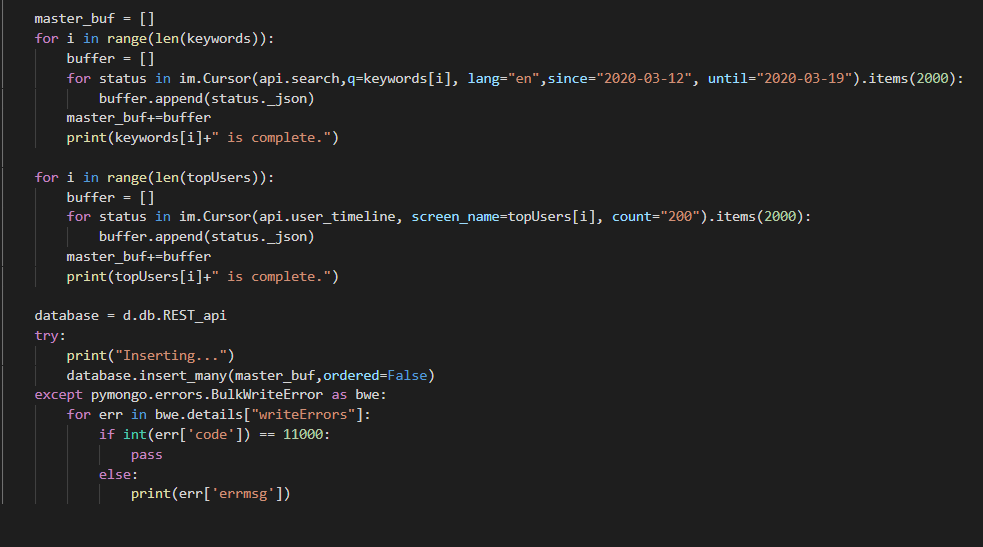 master_buf = []
for i in range(len(keywords)):
    buffer = []
    for status in im.Cursor(api.search,q=keywords[i], lang="en",since="2020-03-12", until="2020-03-19").items(2000):
        buffer.append(status._json)
    master_buf+=buffer
    print(keywords[i]+" is complete.")

for i in range(len(topUsers)):
    buffer = []
    for status in im.Cursor(api.user_timeline, screen_name=topUsers[i], count="200").items(2000):
        buffer.append(status._json)
    master_buf+=buffer
    print(topUsers[i]+" is complete.")

database = d.db.REST_api
try:
    print("Inserting...")
    database.insert_many(master_buf,ordered=False)
except pymongo.errors.BulkWriteError as bwe:
    for err in bwe.details["writeErrors"]:
        if int(err['code']) == 11000:
            pass
        else:
            print(err['errmsg'])